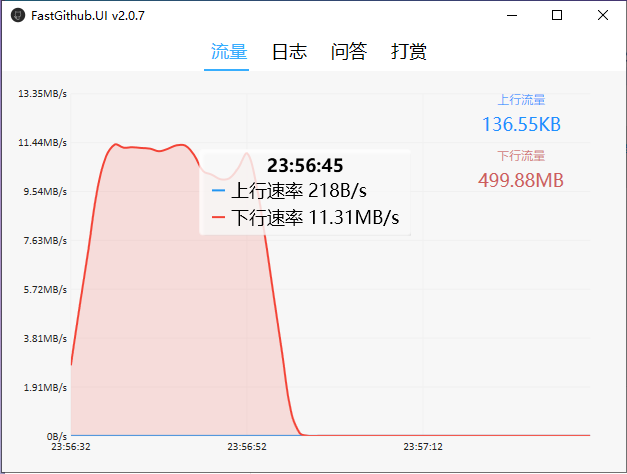 FastGithub.UI v2.0.7
流量 日志 问答 打赏
13.35MB/s
11.44MB/s
9.54MB/s
7.63MB/s
5.72MB/s
3.81MB/s
1.91MB/s
0B/s
23:56:32 23:56:52 23:57:12
23:56:45
上行速率 218B/s
下行速率 11.31MB/s
上行流量
136.55KB
下行流量
499.88MB